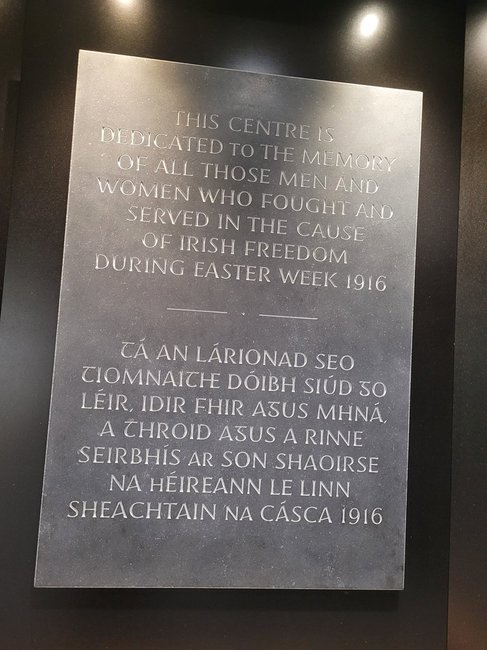 THIS CENTRE IS
DEDICATED TO THE MEMORY
OF ALL THOSE MEN AND
WOMEN WHO FOUGHT AND
SERVED IN THE CAUSE
OF IRISH FREEDOM
DURING EASTER WEEK 1916
TÁ AN LÁRIONAD SEO
TIOMNAITHE DÓIBH SIÚD GO
LÉIR, IDIR FHIR AGUS MHNÁ,
A THROID AGUS A RINNE
SEIRBHÍS AR SON SHAOIRSE
NA HÉIREANN LE LINN
SHEACHTAIN NA CÁSCA 1916